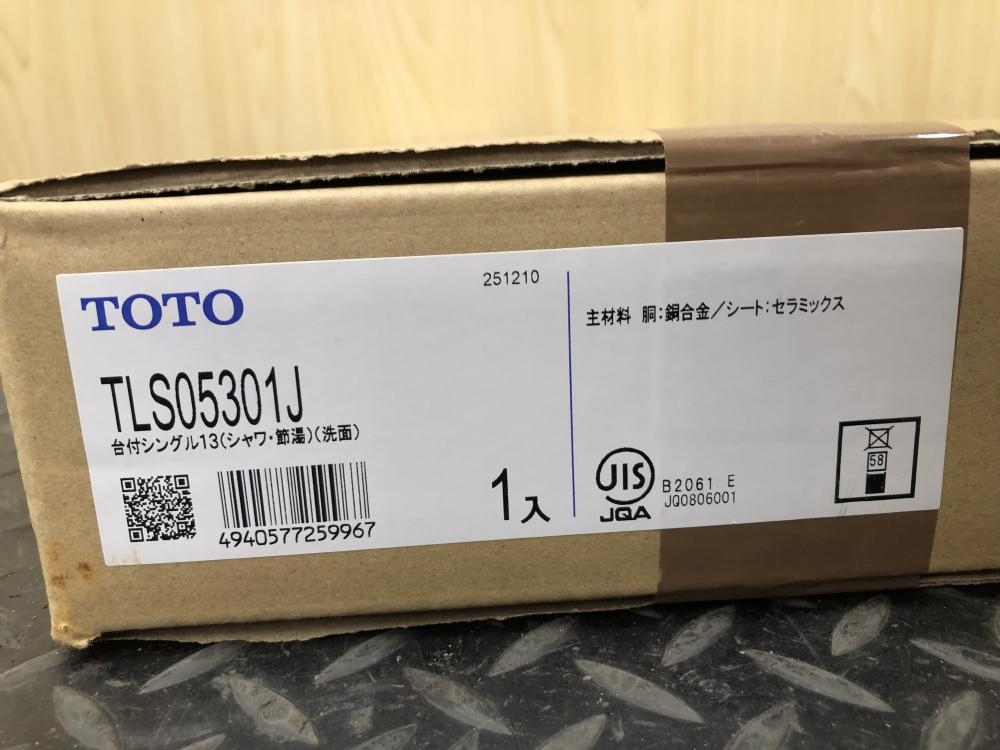 TOTO
251210
TLS05301J
台付シングル13(シャワ・節湯)(洗面)
4940577259967
1入
主材料 胴:銅合金/シート:セラミックス
JIS
JQA
B2061 E
JQ0806001
58